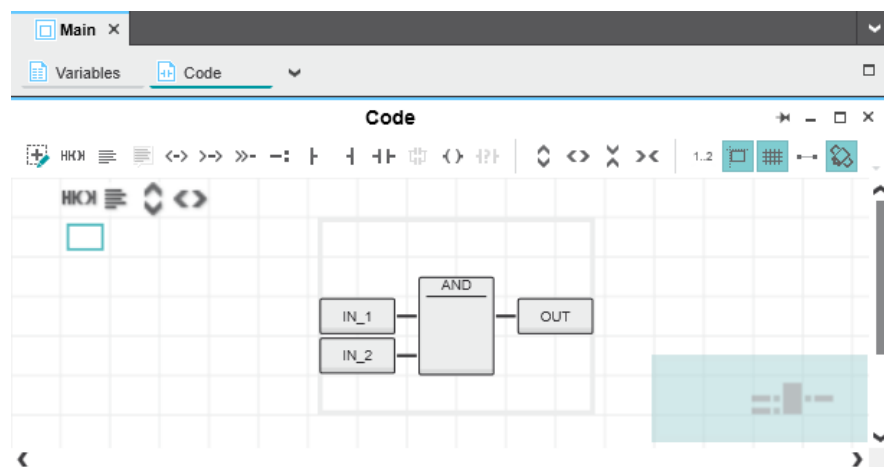 Main
Variables Code
Code
1..2
AND
IN_1 OUT
IN_2